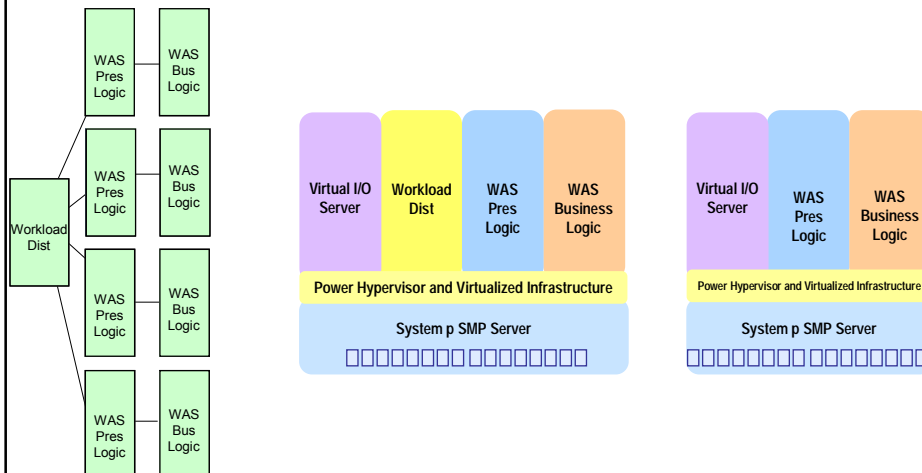 WAS
Pres
Logic
WAS
Bus
Logic
WAS
Pres
Logic
WAS
Bus
Logic
Workload
Dist
WAS
Pres
Logic
WAS
Bus
Logic
WAS
Pres
Logic
WAS
Bus
Logic
Virtual I/O
Server
Workload
Dist
WAS
Pres
Logic
WAS
Business
Logic
Power Hypervisor and Virtualized Infrastructure
System p SMP Server
Virtual I/O
Server
WAS
Pres
Logic
WAS
Business
Logic
Power Hypervisor and Virtualized Infrastructure
System p SMP Server